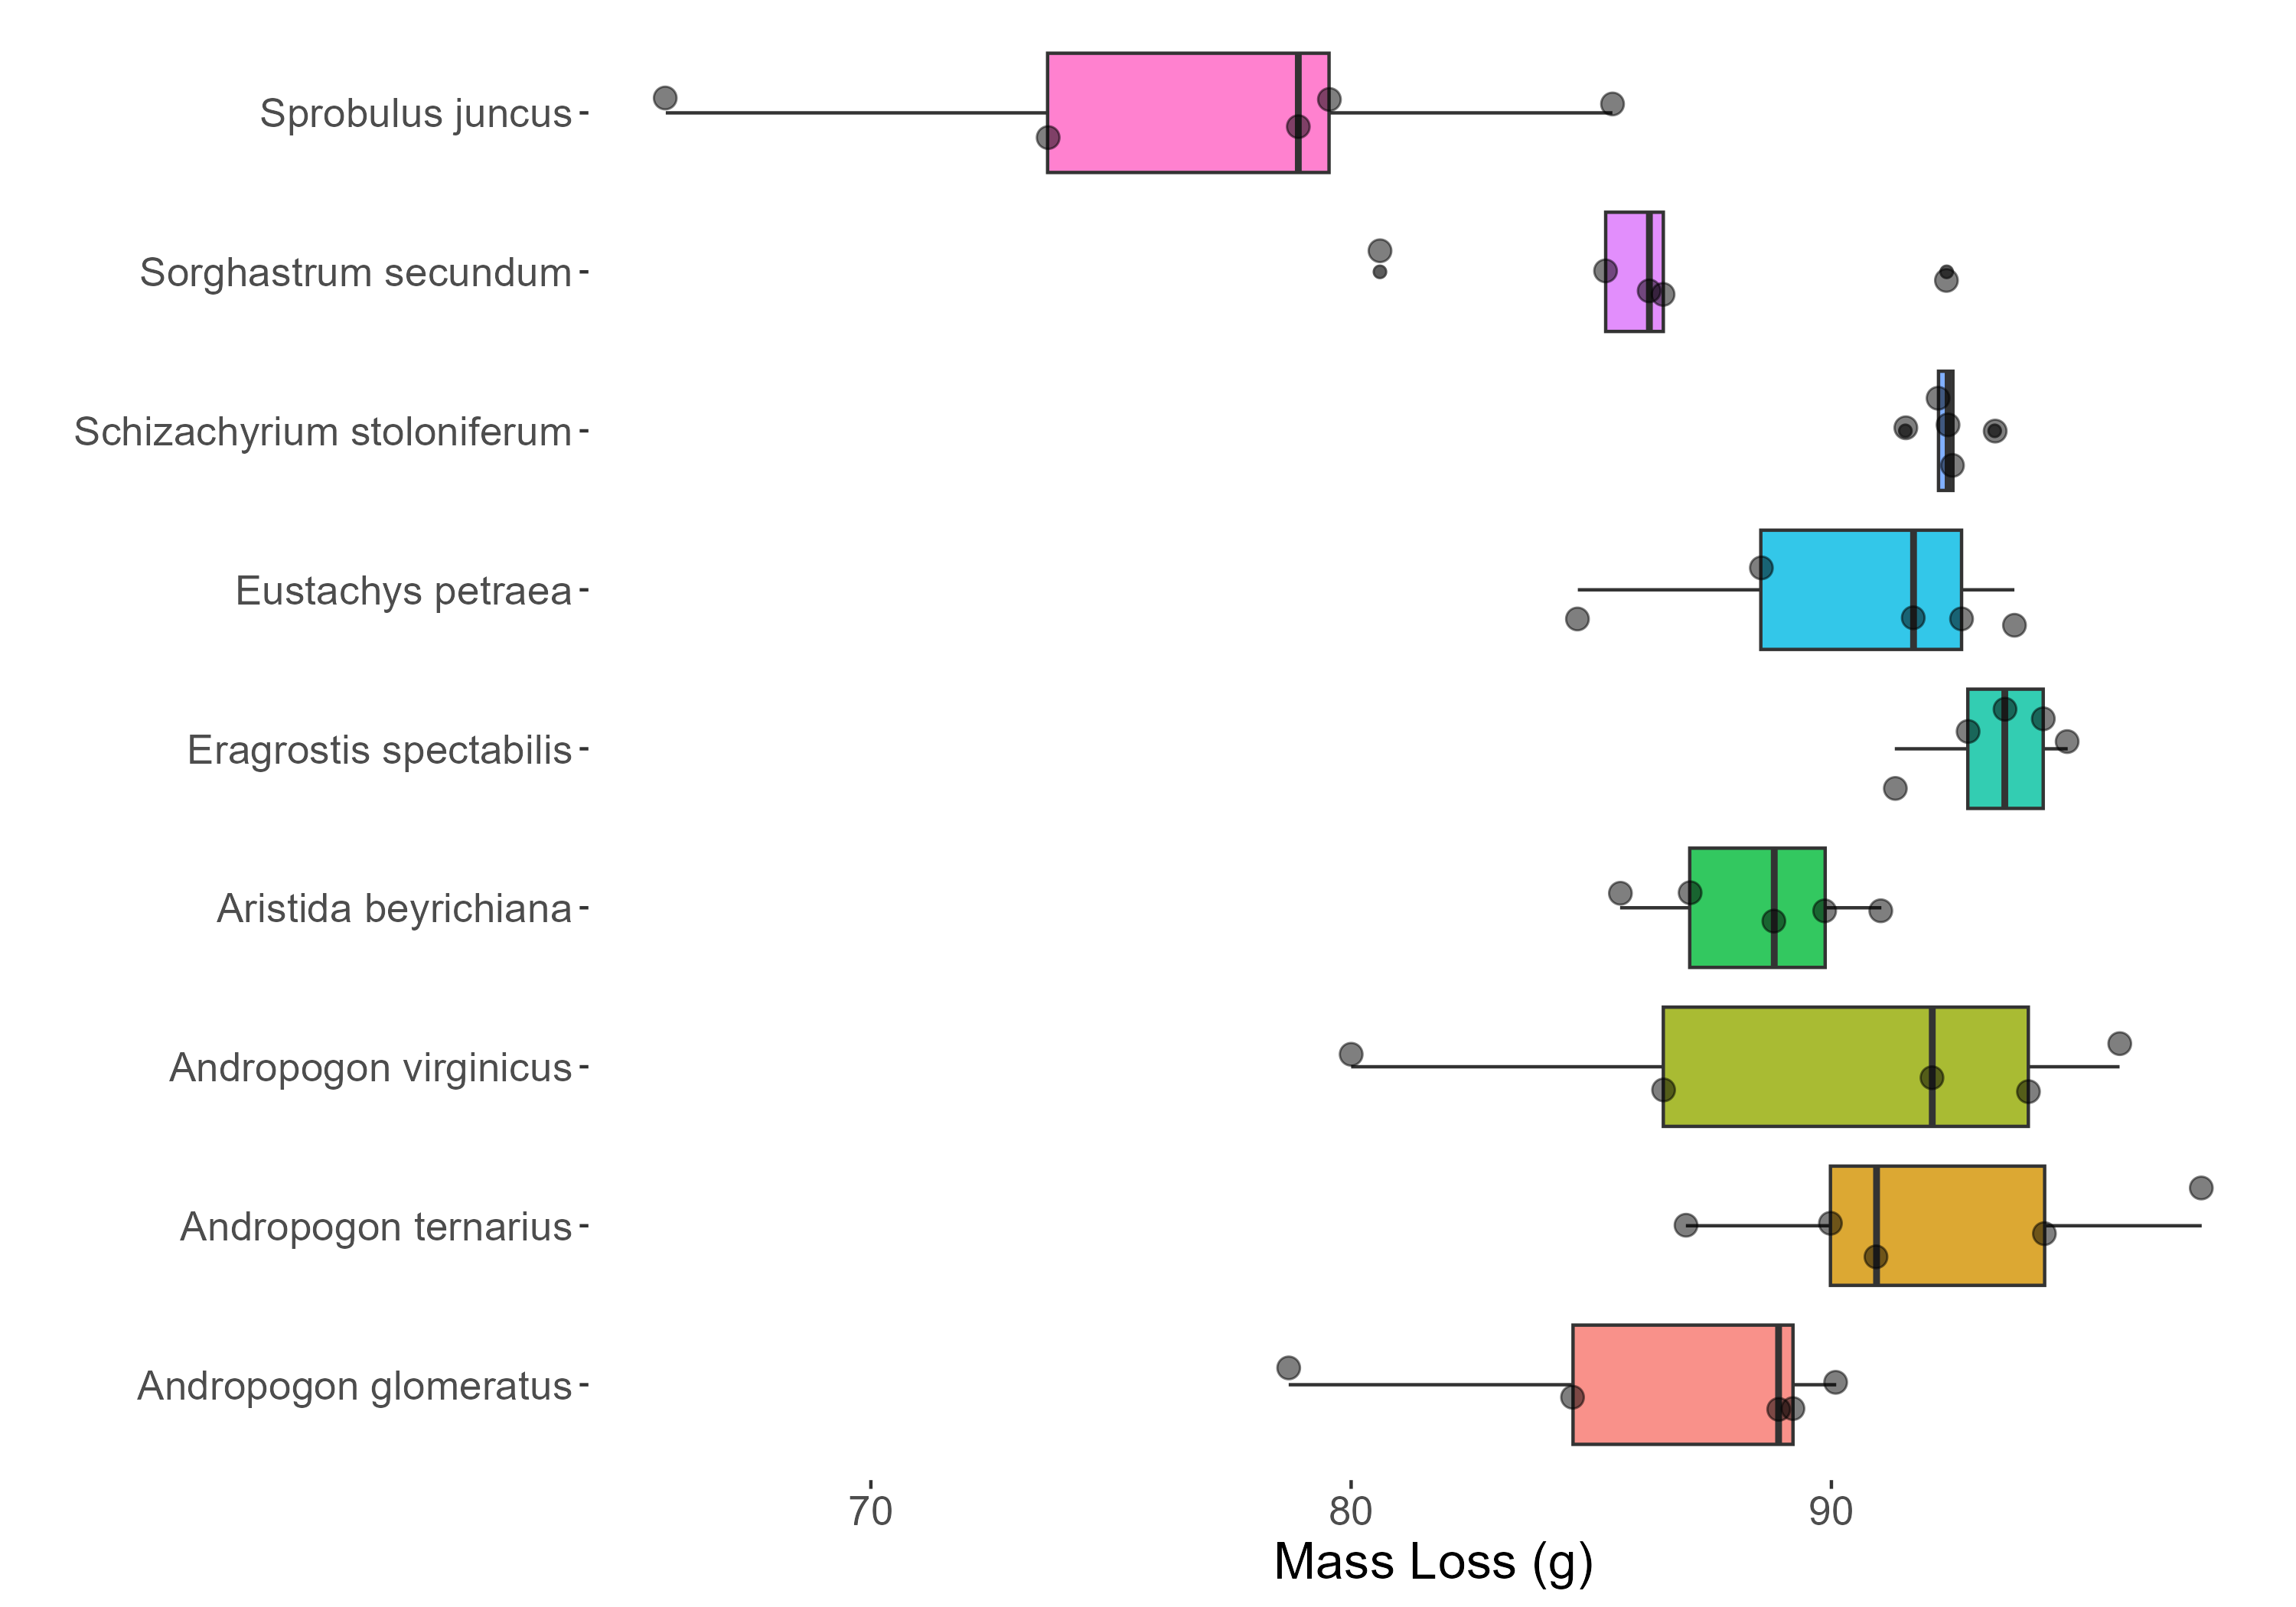 Sprobulus juncus
Sorghastrum secundum
Schizachyrium stoloniferum
Eustachys petraea
Eragrostis spectabilis
Aristida beyrichiana
Andropogon virginicus
Andropogon ternarius
Andropogon glomeratus
70 80 90
Mass Loss (g)